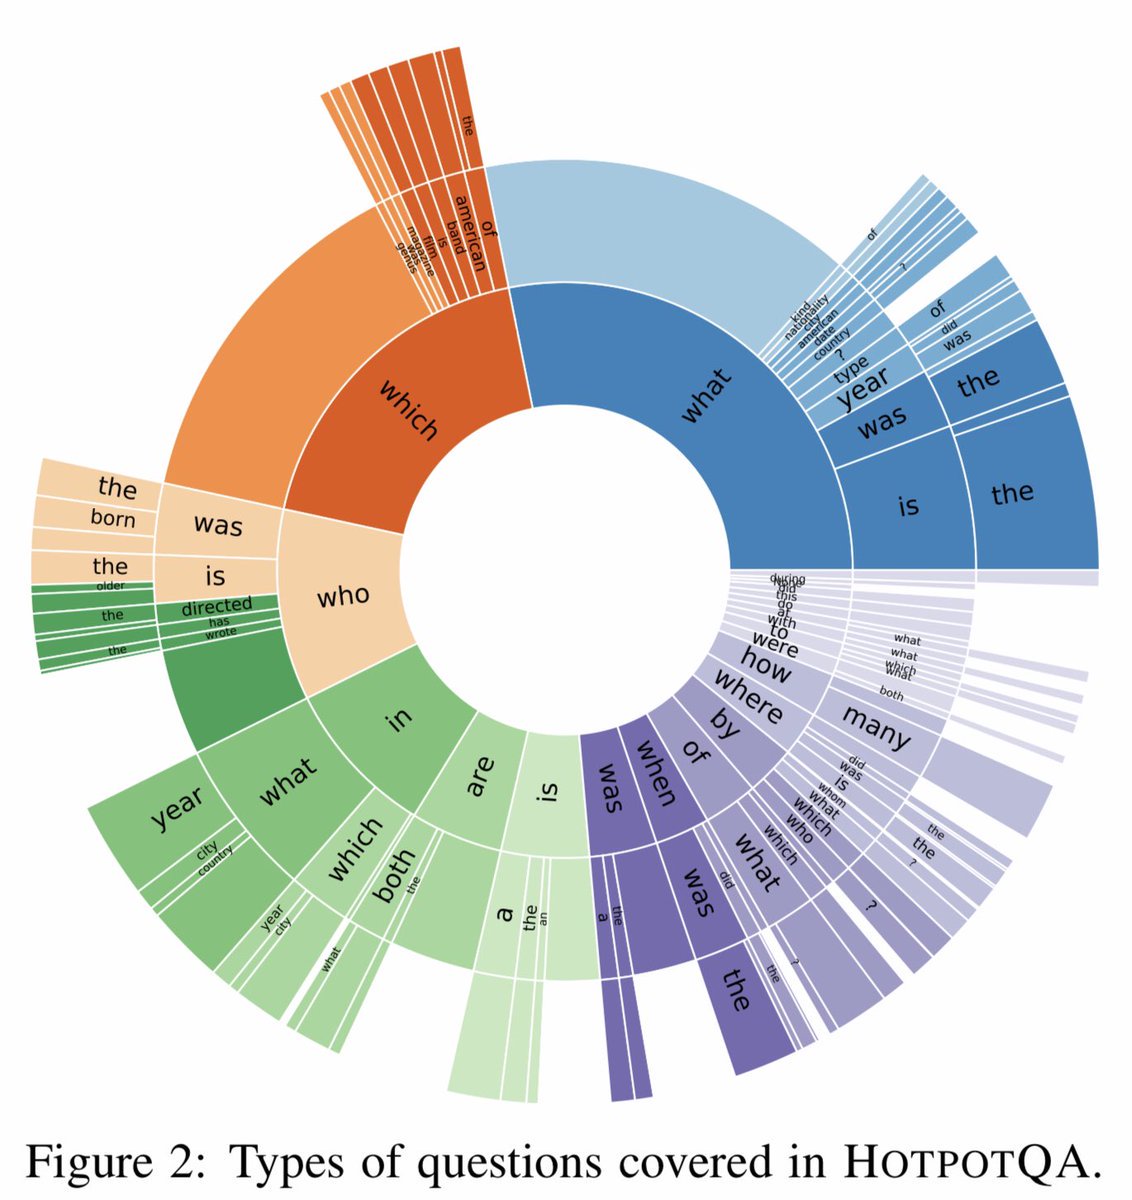 the
of
american
band
is
film
magazine
was
genus
which
what
of
?
kind
nationality
city
american
date
country
?
type
year
was
is
of
did
was
the
the
the
born
was
the
is
who
older
directed
the
has
wrote
the
during
did
this
do
at
with
to
were
how
where
by
of
when
was
what
what
which
what
both
many
did
was
is
whom
what
which
who
which
what
did
was
the
the
?
?
?
the
the
in
are
is
what
which
both
the
a
the
an
a
the
year
city
country
year
city
what
Figure 2: Types of questions covered in HOTPOTQA.